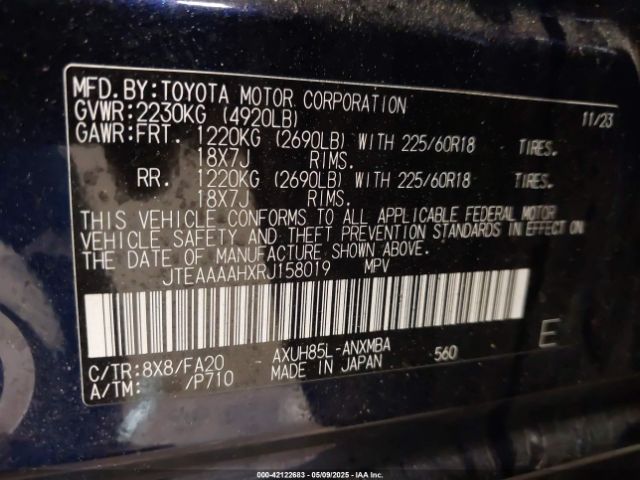 MFD.BY:TOYOTA MOTOR CORPORATION 11/23
GVWR:2230KG (4920LB)
GAWR:FRT. 1220KG (2690LB) WITH 225/60R18 TIRES.
18X7J RIMS.
RR. 1220KG (2690LB) WITH 225/60R18 TIRES.
18X7J RIMS.
THIS VEHICLE CONFORMS TO ALL APPLICABLE FEDERAL MOTOR
VEHICLE SAFETY AND THEFT PREVENTION STANDARDS IN EFFECT ON
THE DATE OF MANUFACTURE SHOWN ABOVE.
JTEAAAAHXRJ158019 MPV
C/TR:8X8/FA20 AXUH85L-ANXMBA 560 E
A/TM: /P710 MADE IN JAPAN
000-42122683 - 05/09/2025 - IAA Inc.